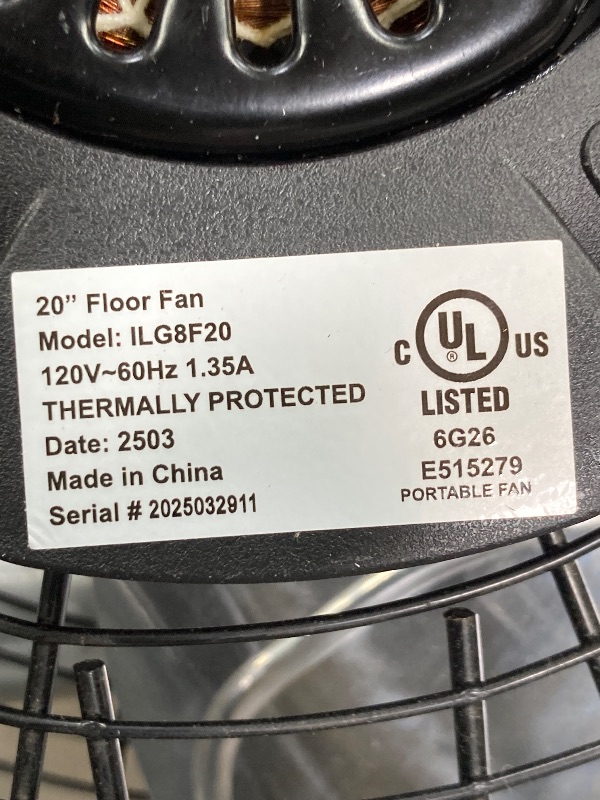 20” Floor Fan
Model: ILG8F20
120V~60Hz 1.35A
THERMALLY PROTECTED
Date: 2503
Made in China
Serial # 2025032911
C UL ® US
LISTED
6G26
E515279
PORTABLE FAN